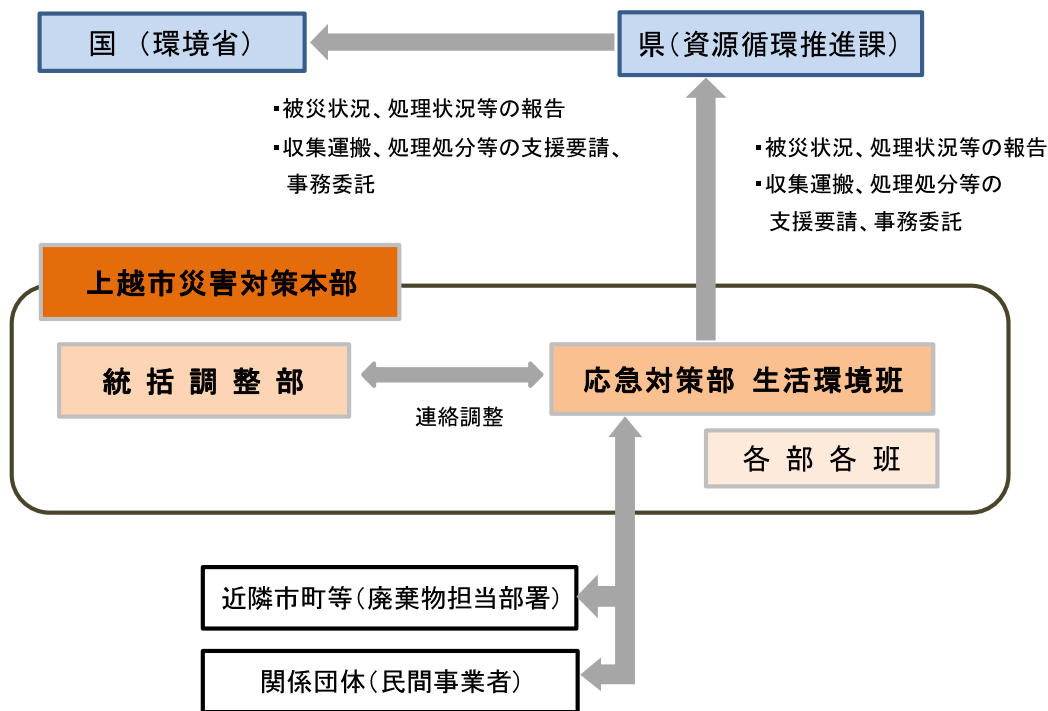 国 （環境省）
県（資源循環推進課）
・被災状況、処理状況等の報告
・収集運搬、処理処分等の支援要請、
事務委託
・被災状況、処理状況等の報告
・収集運搬、処理処分等の
支援要請、事務委託
上越市災害対策本部
統 括 調 整 部
応急対策部 生活環境班
連絡調整
各 部 各 班
近隣市町等（廃棄物担当部署）
関係団体（民間事業者）